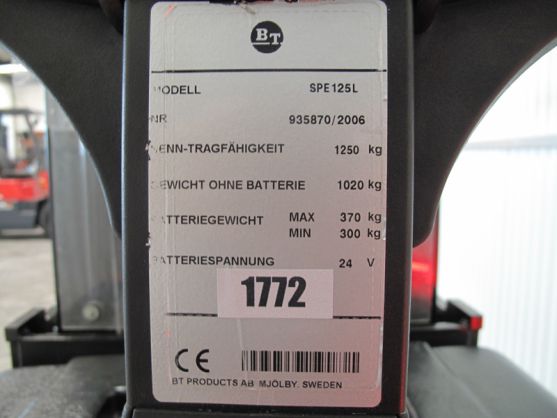 BT
MODELL SPE125L
NR 935870/2006
NENN-TRAGFÄHIGKEIT 1250 kg
GEWICHT OHNE BATTERIE 1020 kg
BATTERIEGEWICHT MAX 370 kg
MIN 300 kg
BATTERIESPANNUNG 24 V
1772
CE
BT PRODUCTS AB MJÖLBY. SWEDEN